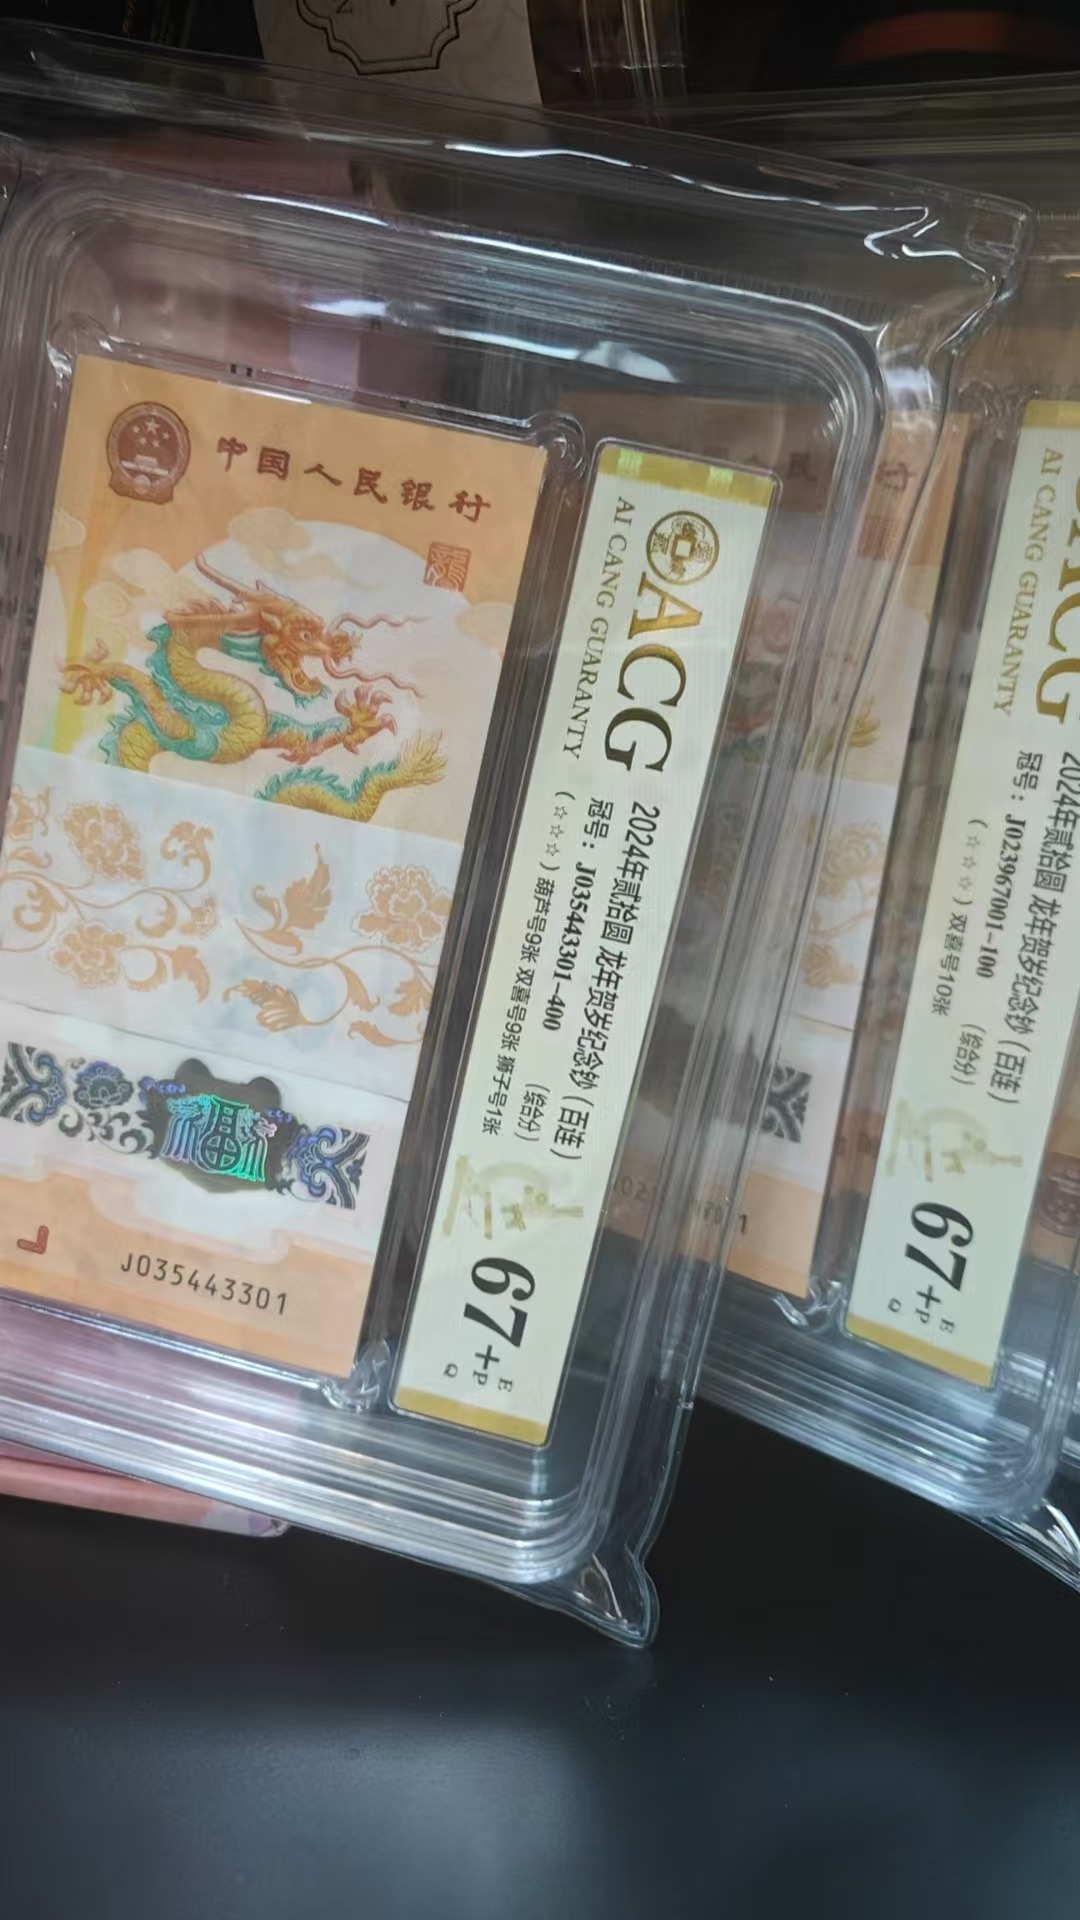 中国人民银行
龍
J035443301
ACG
AI CANG GUARANTY
2024年贰拾圆 龙年贺岁纪念钞（百连）
冠号：J035443301-400 （综合分）
（☆☆☆）葫芦号9张 双喜号9张 狮子号1张
67+
E
P
Q
AI CANG GUARANTY
2024年贰拾圆 龙年贺岁纪念钞（百连）
冠号：J023967001-100 （综合分）
（☆☆☆）双喜号10张
67+
E
P
Q